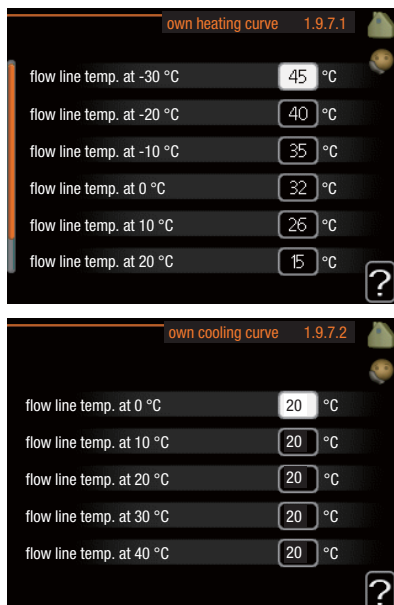 own heating curve 1.9.7.1
flow line temp. at -30 °C 45 °C
flow line temp. at -20 °C 40 °C
flow line temp. at -10 °C 35 °C
flow line temp. at 0 °C 32 °C
flow line temp. at 10 °C 26 °C
flow line temp. at 20 °C 15 °C
?
own cooling curve 1.9.7.2
flow line temp. at 0 °C 20 °C
flow line temp. at 10 °C 20 °C
flow line temp. at 20 °C 20 °C
flow line temp. at 30 °C 20 °C
flow line temp. at 40 °C 20 °C
?